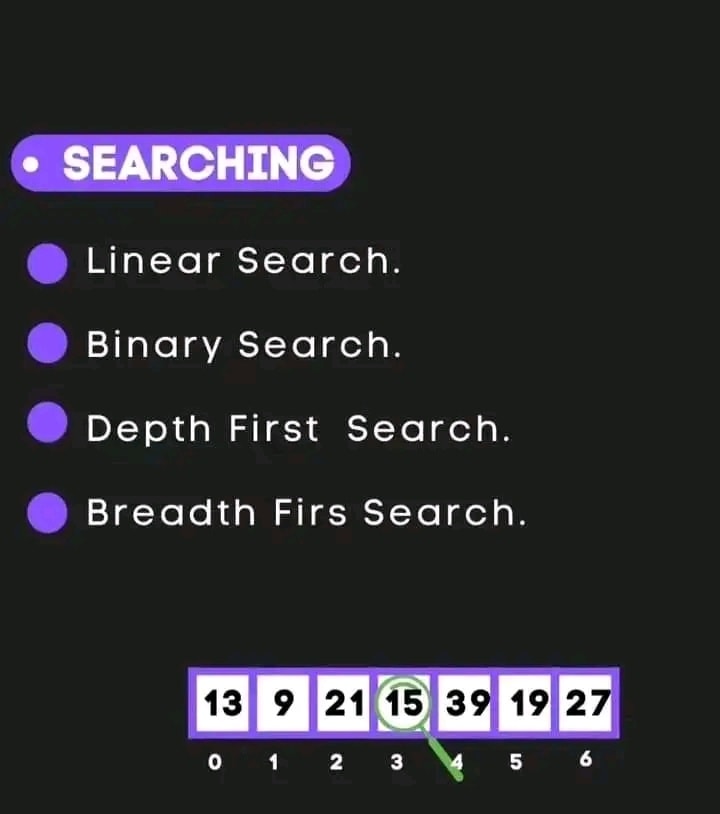 SEARCHING
Linear Search.
Binary Search.
Depth First Search.
Breadth Firs Search.
13 9 21 15 39 19 27
0 1 2 3 4 5 6